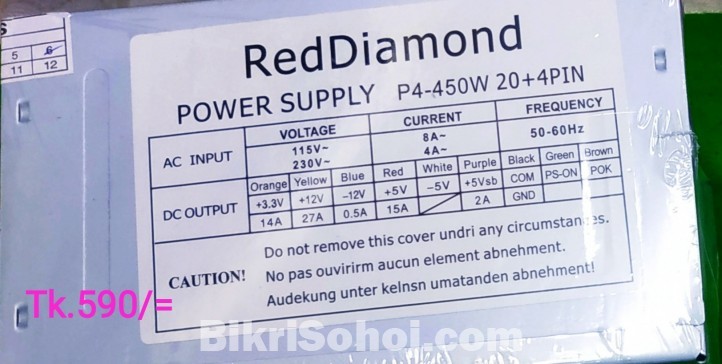 S
5 6
11 12
RedDiamond
POWER SUPPLY P4-450W 20+4PIN
AC INPUT VOLTAGE CURRENT FREQUENCY
115V~ 8A~ 50-60Hz
230V~ 4A~
DC OUTPUT Orange Yellow Blue Red White Purple Black Green Brown
+3.3V +12V -12V +5V -5V +5Vsb COM PS-ON POK
14A 27A 0.5A 15A 2A GND
CAUTION! Do not remove this cover undri any circumstances.
No pas ouvirirm aucun element abnehment.
Audekung unter kelnsn umatanden abnehment!
Tk.590/=
BikriSohoj.com